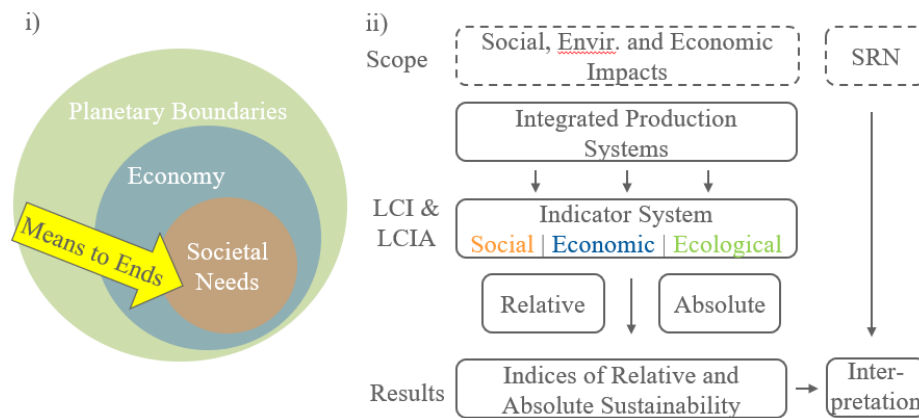 i)
Planetary Boundaries
Economy
Societal
Needs
Means to Ends
ii)
Scope
Social, Envir. and Economic
Impacts
SRN
Integrated Production
Systems
LCI &
LCIA
Indicator System
Social | Economic | Ecological
Relative
Absolute
Results
Indices of Relative and
Absolute Sustainability
Inter-
pretation